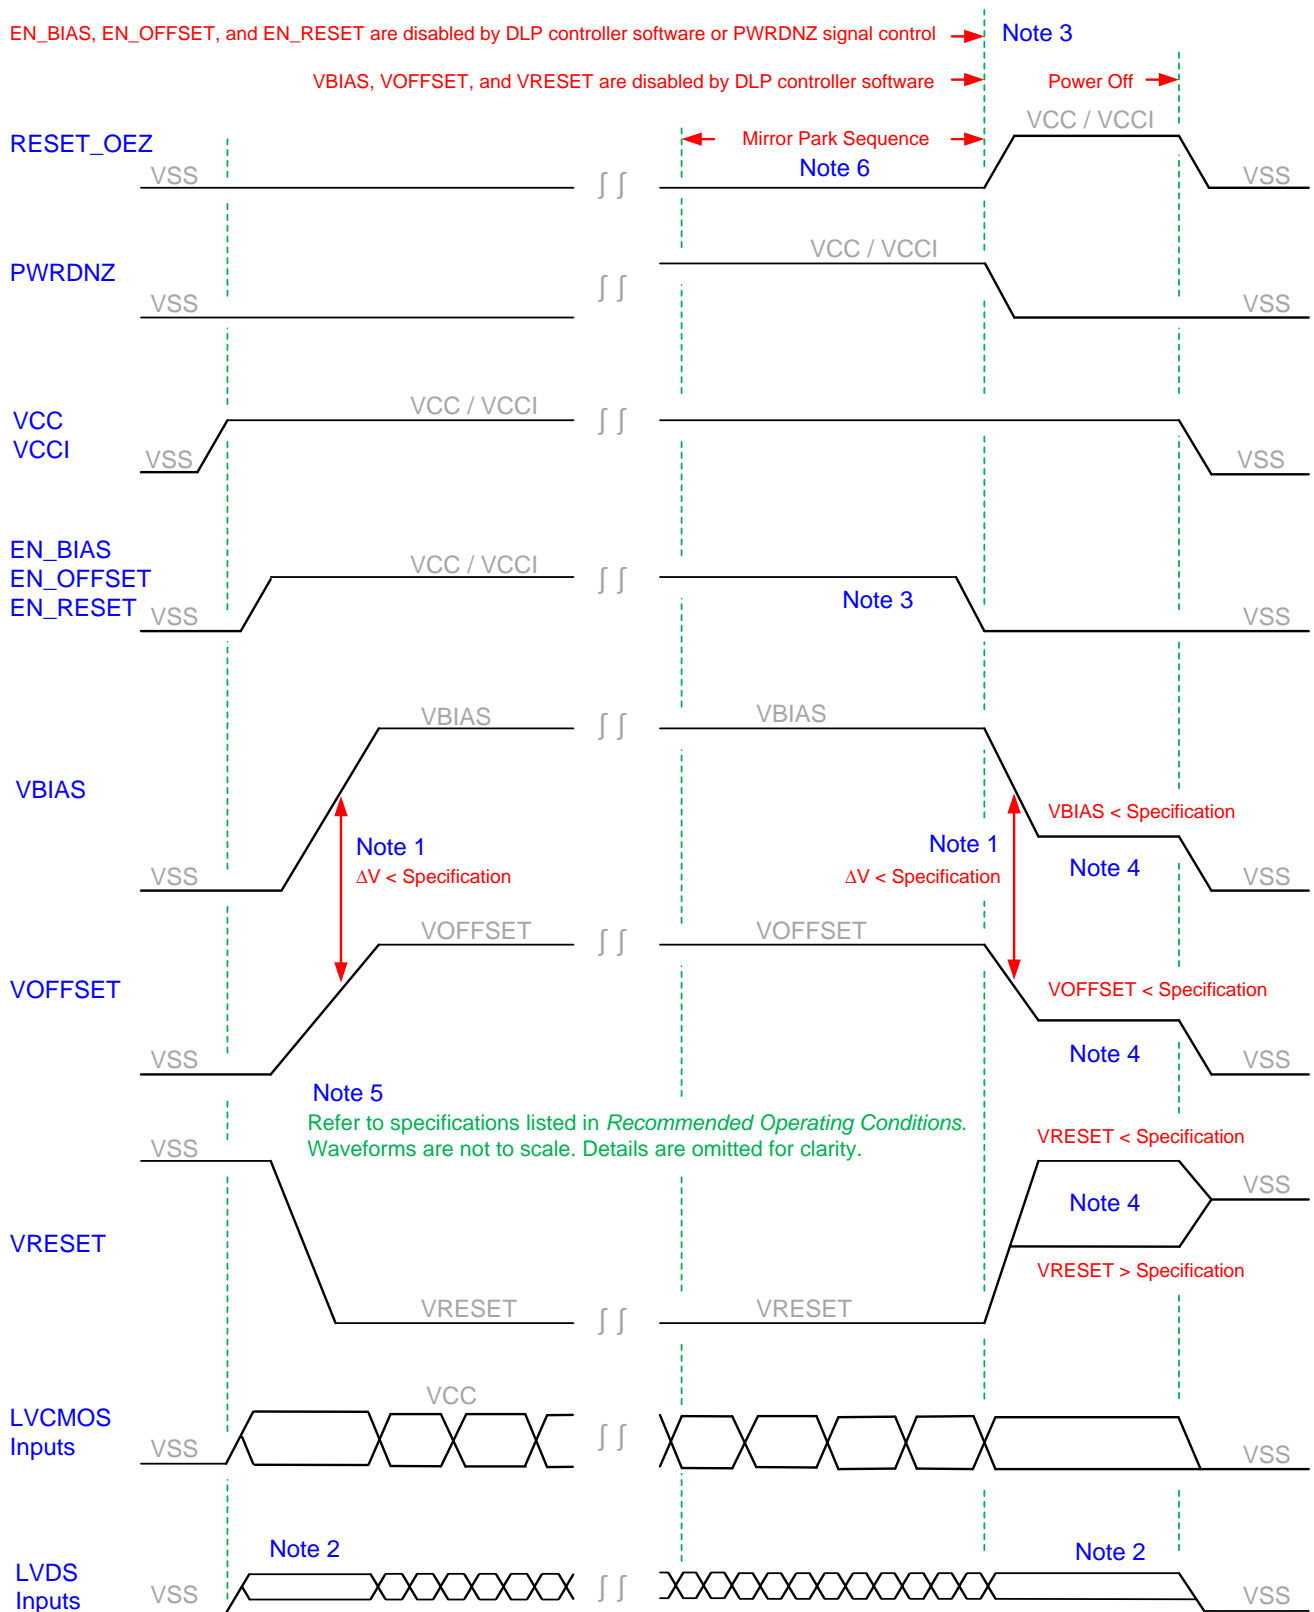 EN_BIAS, EN_OFFSET, and EN_RESET are disabled by DLP controller software or PWRDNZ signal control
Note 3
VBIAS, VOFFSET, and VRESET are disabled by DLP controller software
Power Off
RESET_OEZ
VSS
Mirror Park Sequence
Note 6
VCC / VCCI
VSS
PWRDNZ
VSS
VCC / VCCI
VSS
VCC
VCCI
VSS
VCC / VCCI
VSS
EN_BIAS
EN_OFFSET
EN_RESET
VSS
VCC / VCCI
Note 3
VSS
VBIAS
VSS
VBIAS
VBIAS
Note 1
ΔV < Specification
Note 1
ΔV < Specification
VBIAS < Specification
Note 4
VSS
VOFFSET
VSS
VOFFSET
VOFFSET
VOFFSET < Specification
Note 4
VSS
Note 5
Refer to specifications listed in Recommended Operating Conditions.
Waveforms are not to scale. Details are omitted for clarity.
VRESET
VSS
VRESET
VRESET
VRESET < Specification
Note 4
VRESET > Specification
VSS
LVCMOS
Inputs
VSS
VCC
VSS
LVDS
Inputs
VSS
Note 2
Note 2
VSS